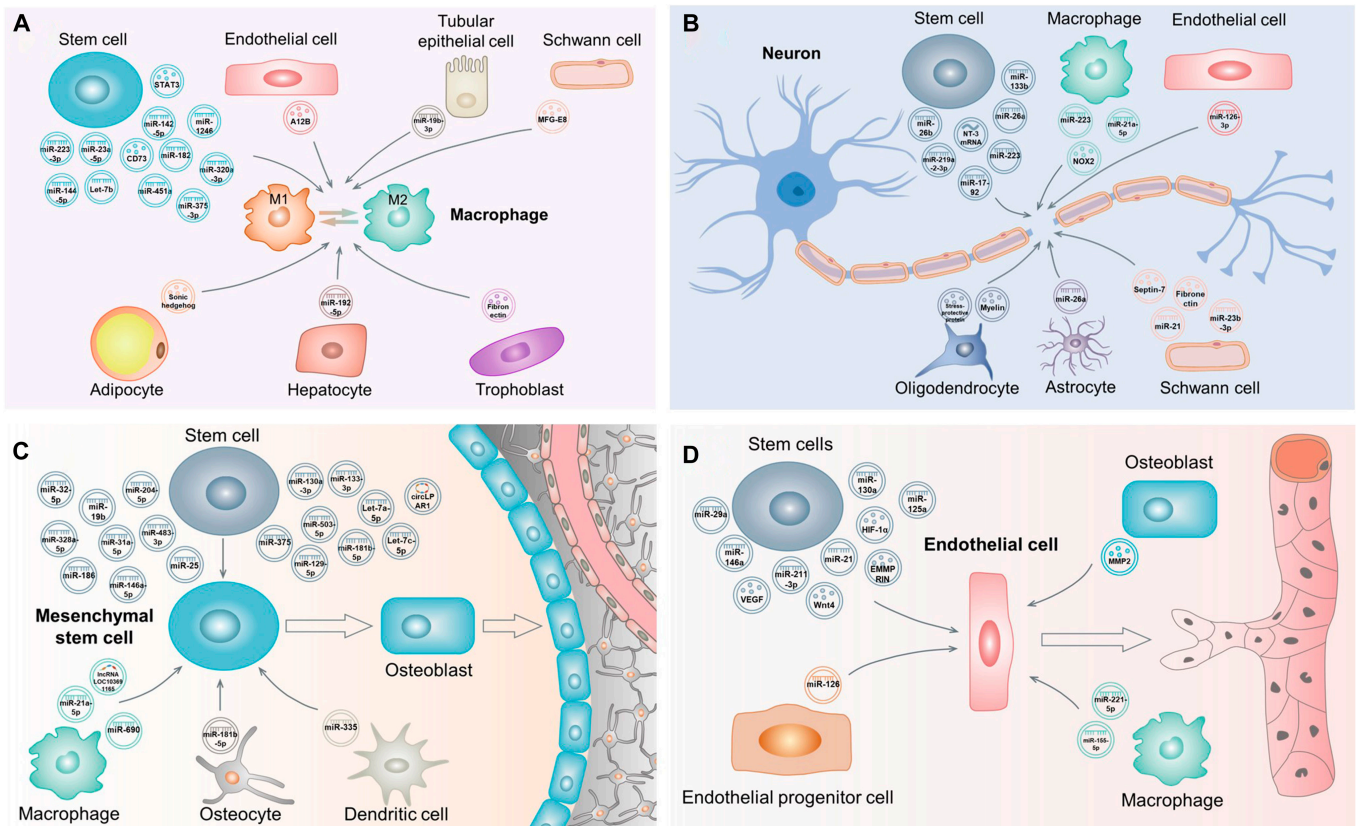 A
Stem cell
Endothelial cell
Tubular
epithelial cell
Schwann cell
STAT3
miR-142
-5p
miR-
1246
miR-223
-3p
miR-23a
-5p
CD73
miR-182
miR-320a
-3p
miR-144
-5p
Let-7b
miR-451a
miR-375
-3p
A12B
miR-19b-
3p
MFG-E8
M1
M2
Macrophage
Sonic
hedgehog
miR-192
-5p
Fibron
ectin
Adipocyte
Hepatocyte
Trophoblast
B
Neuron
Stem cell
Macrophage
Endothelial cell
miR-
133b
miR-
26b
NT-3
mRNA
miR-26a
miR-219a
-2-3p
miR-223
miR-17-
92
miR-223
miR-21a-
5p
NOX2
miR-126-
3p
Stress-
protective
protein
Myelin
miR-26a
Septin-7
Fibrone
ctin
miR-21
miR-23b
-3p
Oligodendrocyte
Astrocyte
Schwann cell
C
Stem cell
miR-32-
5p
miR-
19b
miR-204-
5p
miR-328a-
5p
miR-31a-
5p
miR-483-
3p
miR-186
miR-146a-
5p
miR-25
miR-130a
-3p
miR-133-
3p
Let-7a-
5p
circLP
AR1
miR-375
miR-503-
5p
miR-181b-
5p
Let-7c-
5p
miR-129-
5p
Mesenchymal
stem cell
Osteoblast
lncRNA
LOC10369
1165
miR-21a-
5p
miR-690
miR-181b
-5p
miR-335
Macrophage
Osteocyte
Dendritic cell
D
Stem cells
Osteoblast
miR-
130a
miR-
125a
miR-29a
HIF-1α
miR-
146a
miR-211
-3p
miR-21
EMMP
RIN
VEGF
Wnt4
MMP2
Endothelial cell
miR-126
miR-221-
5p
miR-155-
5p
Endothelial progenitor cell
Macrophage